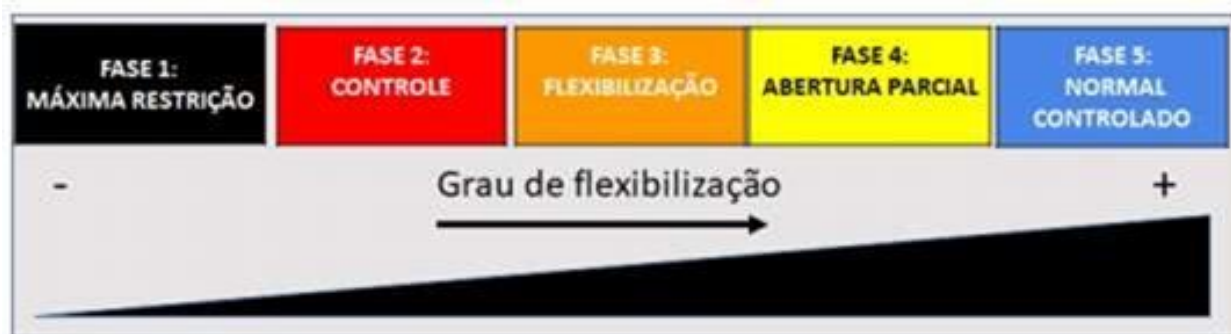 FASE 1:
MÁXIMA RESTRIÇÃO
FASE 2:
CONTROLE
FASE 3:
FLEXIBILIZAÇÃO
FASE 4:
ABERTURA PARCIAL
FASE 5:
NORMAL
CONTROLADO
- Grau de flexibilização +